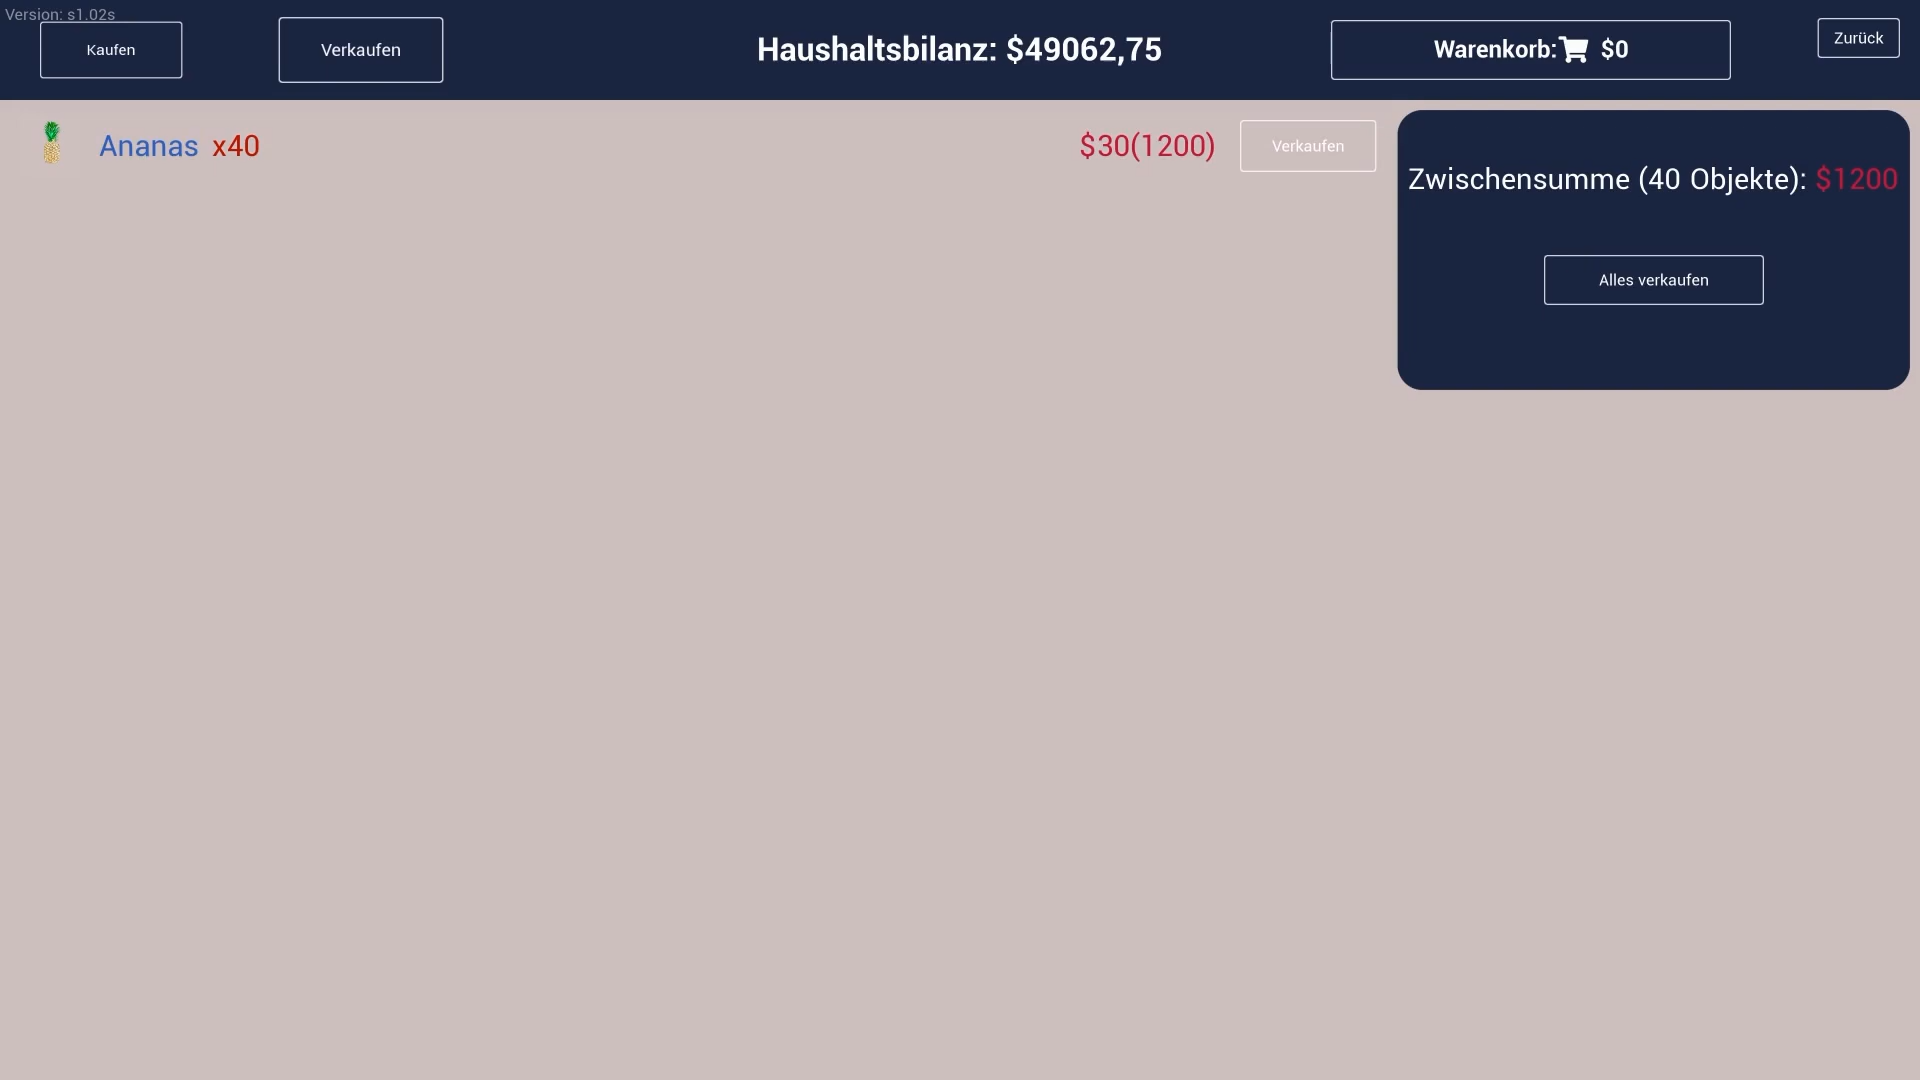 Version: s1.02s
Kaufen
Verkaufen
Haushaltsbilanz: $49062,75
Warenkorb: $0
Zurück
Ananas x40
$30(1200)
Verkaufen
Zwischensumme (40 Objekte): $1200
Alles verkaufen